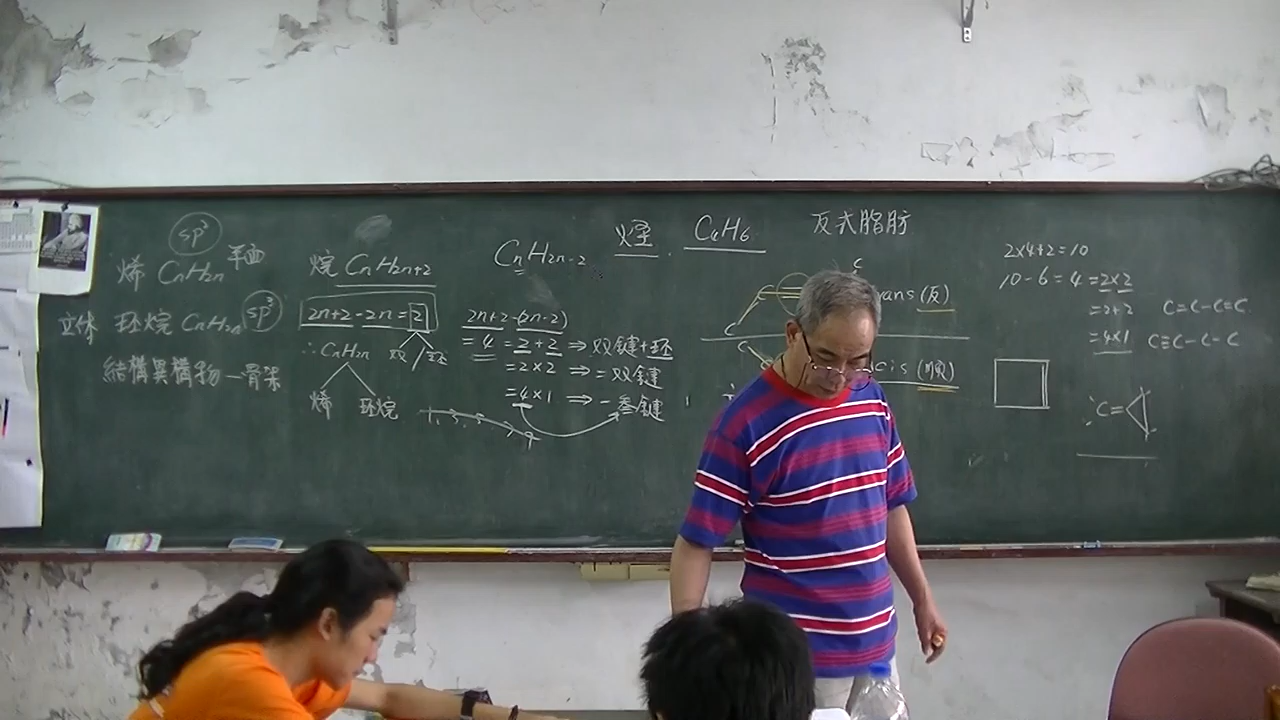 sp³
烯 CnH2n 平面
立体 环烷 CnH2n sp³
結構異構物—骨架
烷 CnH2n+2
2n+2-2n=2
∴CnH2n 双/环
烯 环烷
CnH2n-2
2n+2-(2n-2)
=4=2+2⇒双键+环
=2×2⇒=双键
=4×1⇒一叁键
烴 C4H6
反式脂肪
C
C
rans(反)
C
cis(順)
2×4+2=10
10-6=4=2×2
=2+2
=4×1
C=C-C=C
C≡C-C-C
C=